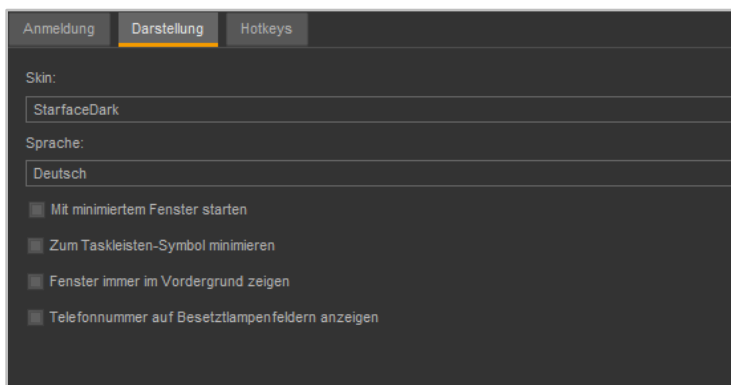 Anmeldung Darstellung Hotkeys
Skin:
StarfaceDark
Sprache:
Deutsch
Mit minimiertem Fenster starten
Zum Taskleisten-Symbol minimieren
Fenster immer im Vordergrund zeigen
Telefonnummer auf Besetztlampenfeldern anzeigen